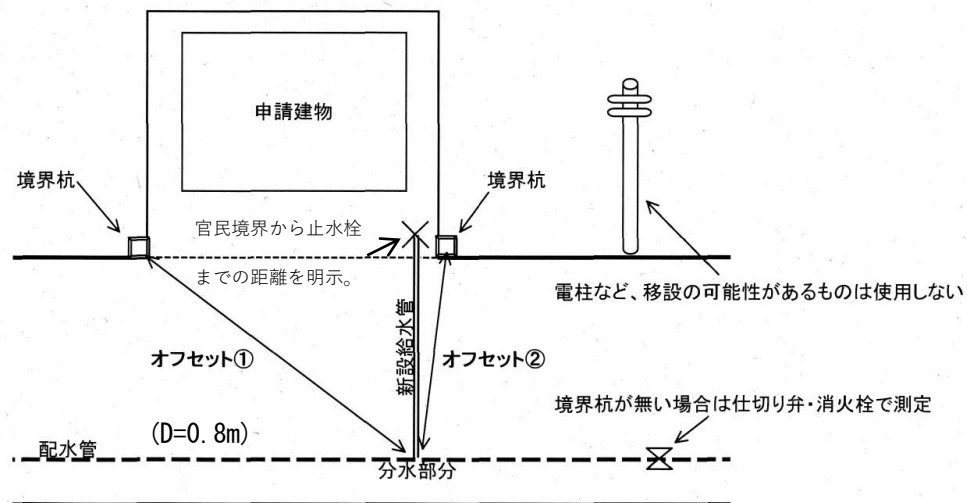 申請建物
境界杭
境界杭
官民境界から止水栓
までの距離を明示。
電柱など、移設の可能性があるものは使用しない
新設給水管
オフセット①
オフセット②
境界杭が無い場合は仕切り弁・消火栓で測定
(D=0.8m)
配水管
分水部分